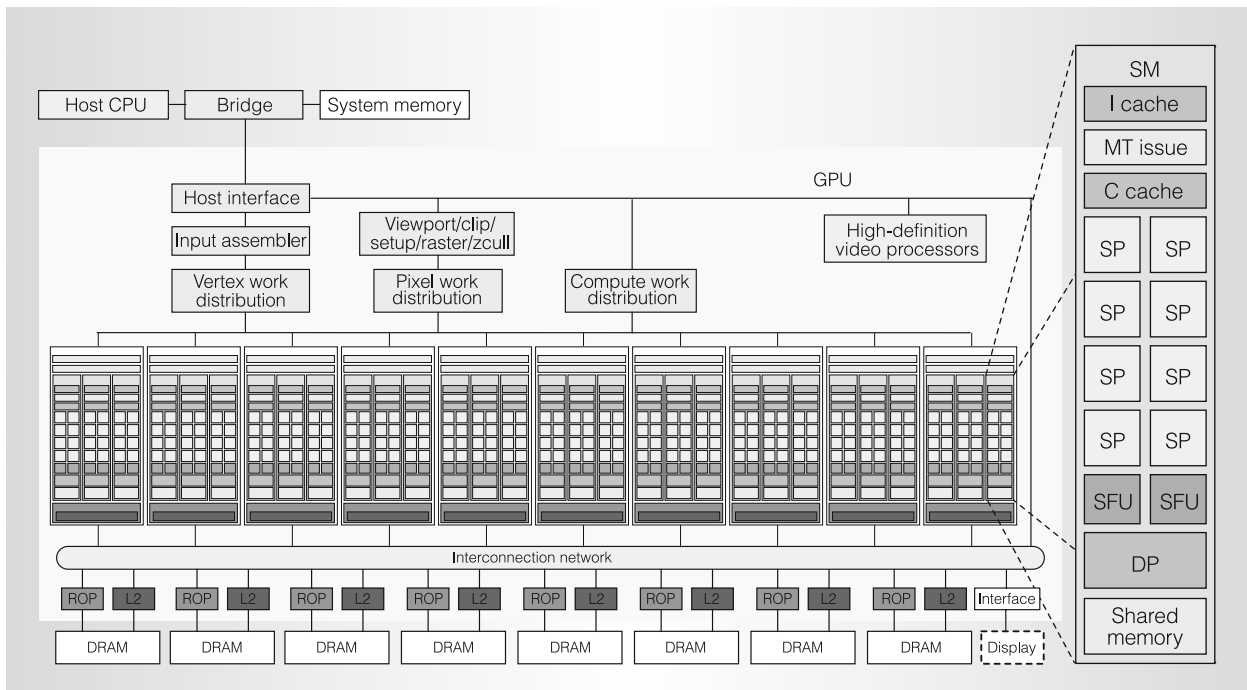 Host CPU
Bridge
System memory
GPU
Host interface
Input assembler
Vertex work
distribution
Viewport/clip/
setup/raster/zcull
Pixel work
distribution
Compute work
distribution
High-definition
video processors
Interconnection network
ROP
L2
ROP
L2
ROP
L2
ROP
L2
ROP
L2
ROP
L2
ROP
L2
ROP
L2
Interface
DRAM
DRAM
DRAM
DRAM
DRAM
DRAM
DRAM
DRAM
Display
SM
I cache
MT issue
C cache
SP
SP
SP
SP
SP
SP
SP
SP
SFU
SFU
DP
Shared
memory